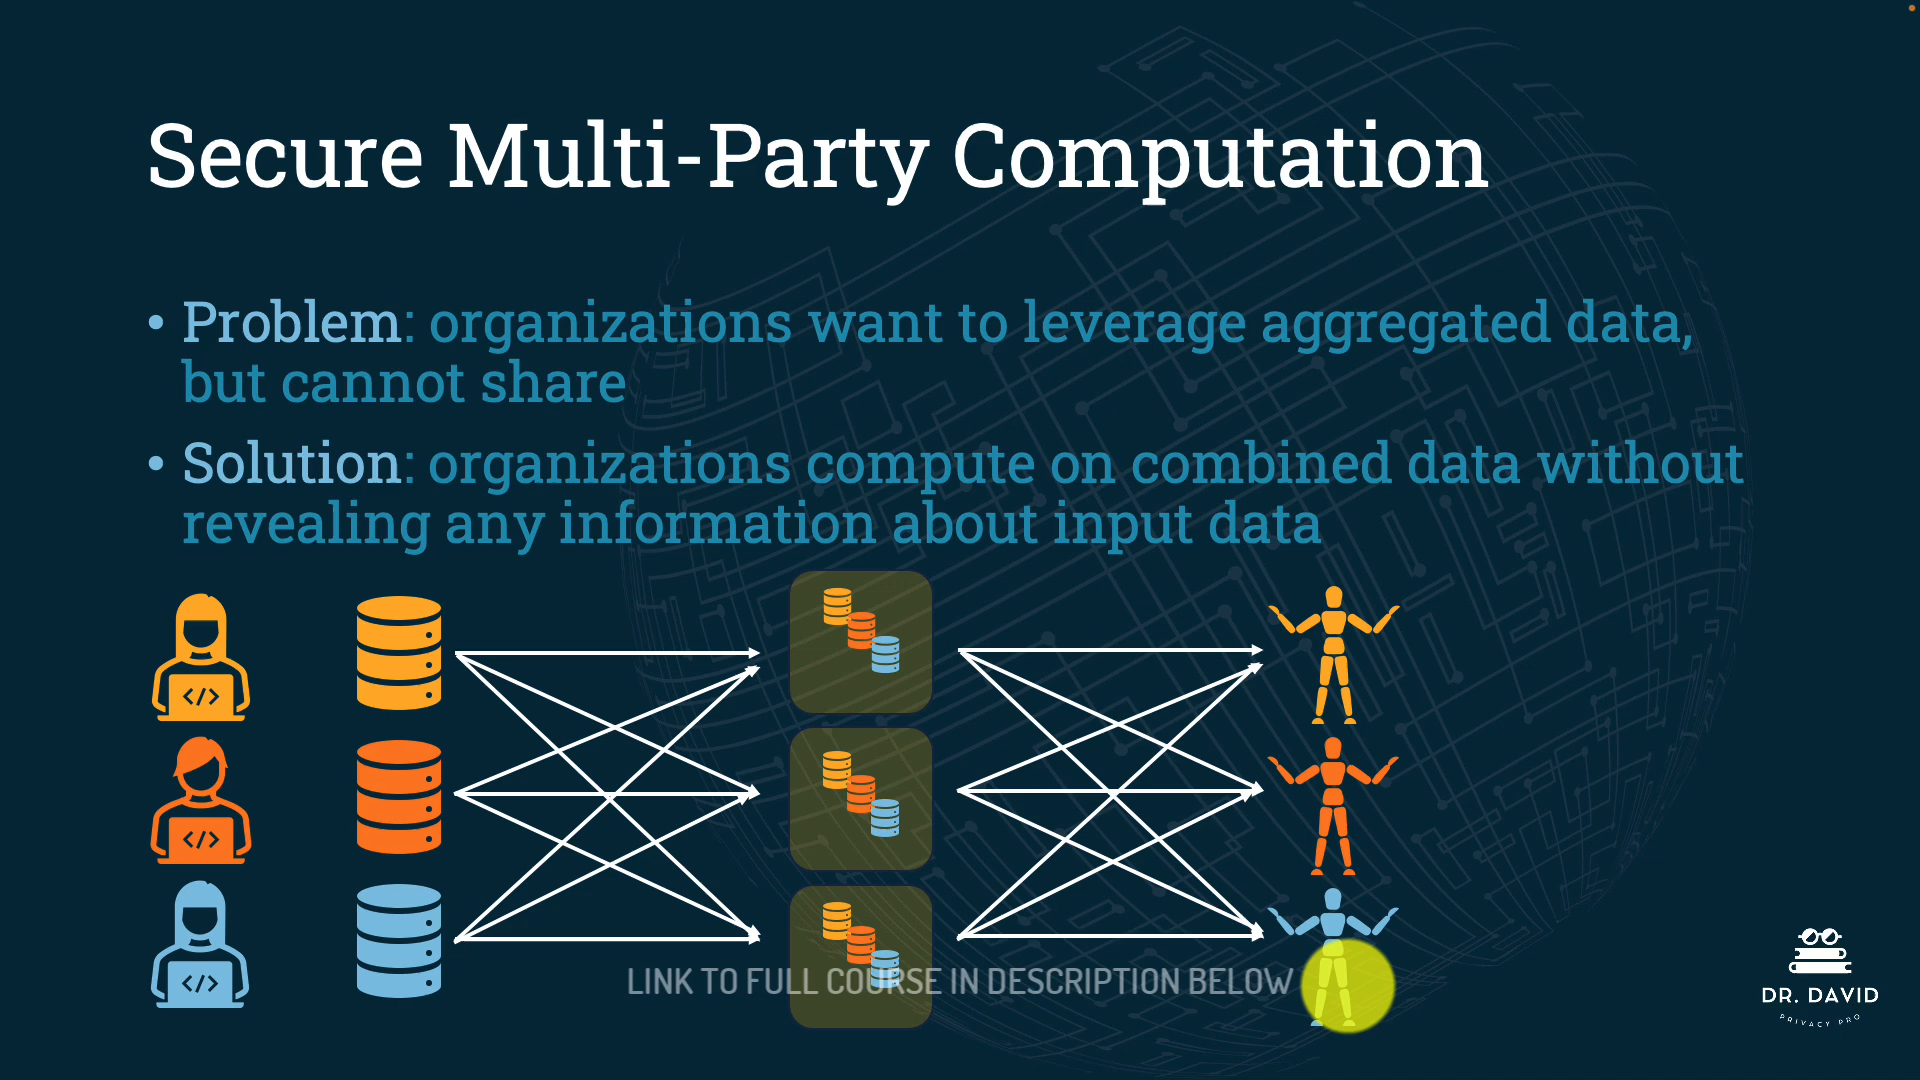 Secure Multi-Party Computation
• Problem: organizations want to leverage aggregated data,
but cannot share
• Solution: organizations compute on combined data without
revealing any information about input data
</>
</>
</>
LINK TO FULL COURSE IN DESCRIPTION BELOW
DR. DAVID
PRIVACY PRO